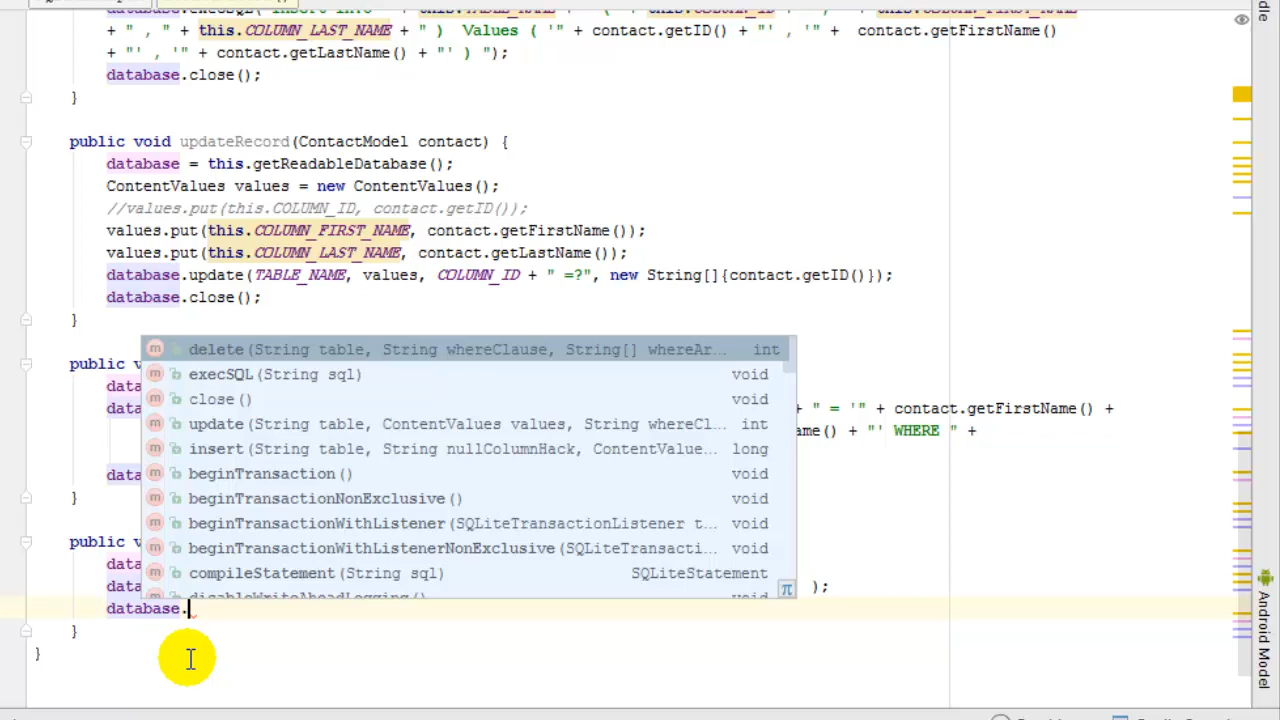 + " , " + this.COLUMN_LAST_NAME + " )  Values ( '" + contact.getID() + "' , '" +  contact.getFirstName()
+ "' , '" + contact.getLastName() + "' ) ");
database.close();
}
public void updateRecord(ContactModel contact) {
database = this.getReadableDatabase();
ContentValues values = new ContentValues();
//values.put(this.COLUMN_ID, contact.getID());
values.put(this.COLUMN_FIRST_NAME, contact.getFirstName());
values.put(this.COLUMN_LAST_NAME, contact.getLastName());
database.update(TABLE_NAME, values, COLUMN_ID + " =?", new String[]{contact.getID()});
database.close();
}
public v
delete(String table, String whereClause, String[] whereAr... int
execSQL(String sql) void
close() void
update(String table, ContentValues values, String whereCl... int
insert(String table, String nullColumnHack, ContentValue... long
beginTransaction() void
beginTransactionNonExclusive() void
beginTransactionWithListener(SQLiteTransactionListener t... void
beginTransactionWithListenerNonExclusive(SQLiteTransacti... void
compileStatement(String sql) SQLiteStatement
π
data
data
+ " = '" + contact.getFirstName() +
ame() + "' WHERE " +
data
}
public v
data
data
);
database.
}
}
Android Model